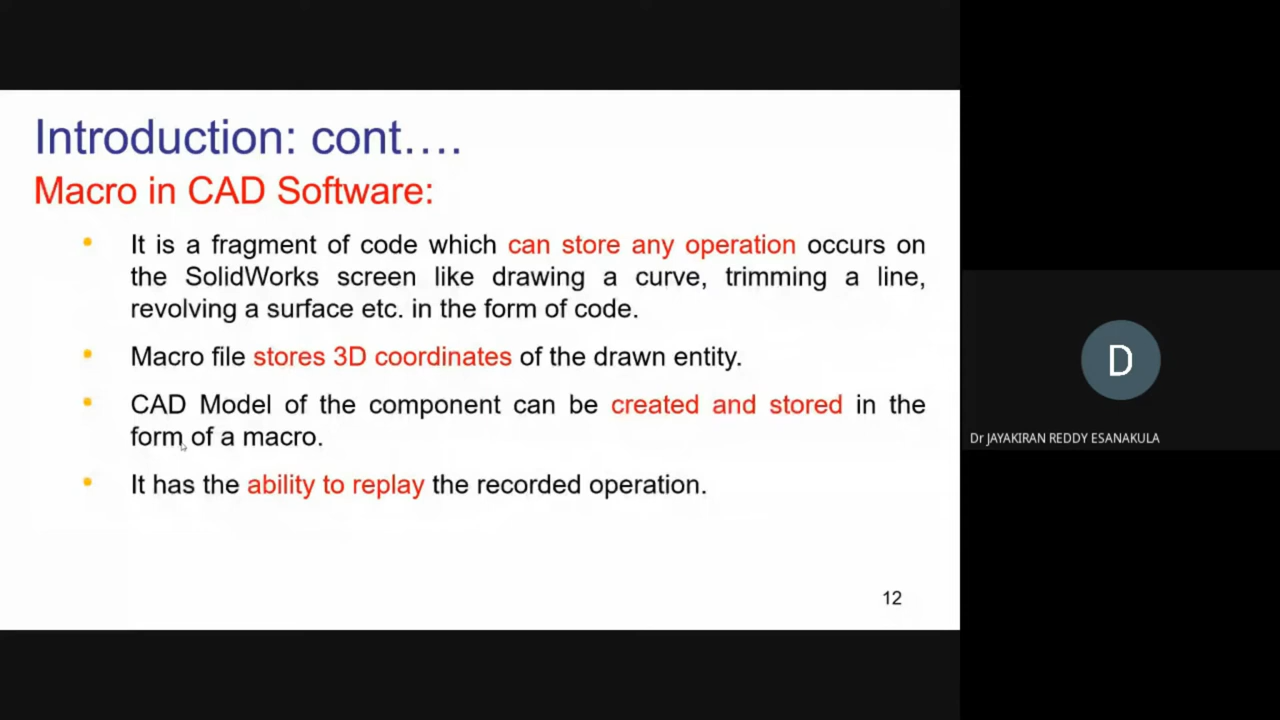 Introduction: cont….
Macro in CAD Software:
It is a fragment of code which can store any operation occurs on
the SolidWorks screen like drawing a curve, trimming a line,
revolving a surface etc. in the form of code.
Macro file stores 3D coordinates of the drawn entity.
CAD Model of the component can be created and stored in the
form of a macro.
It has the ability to replay the recorded operation.
12
D
Dr JAYAKIRAN REDDY ESANAKULA